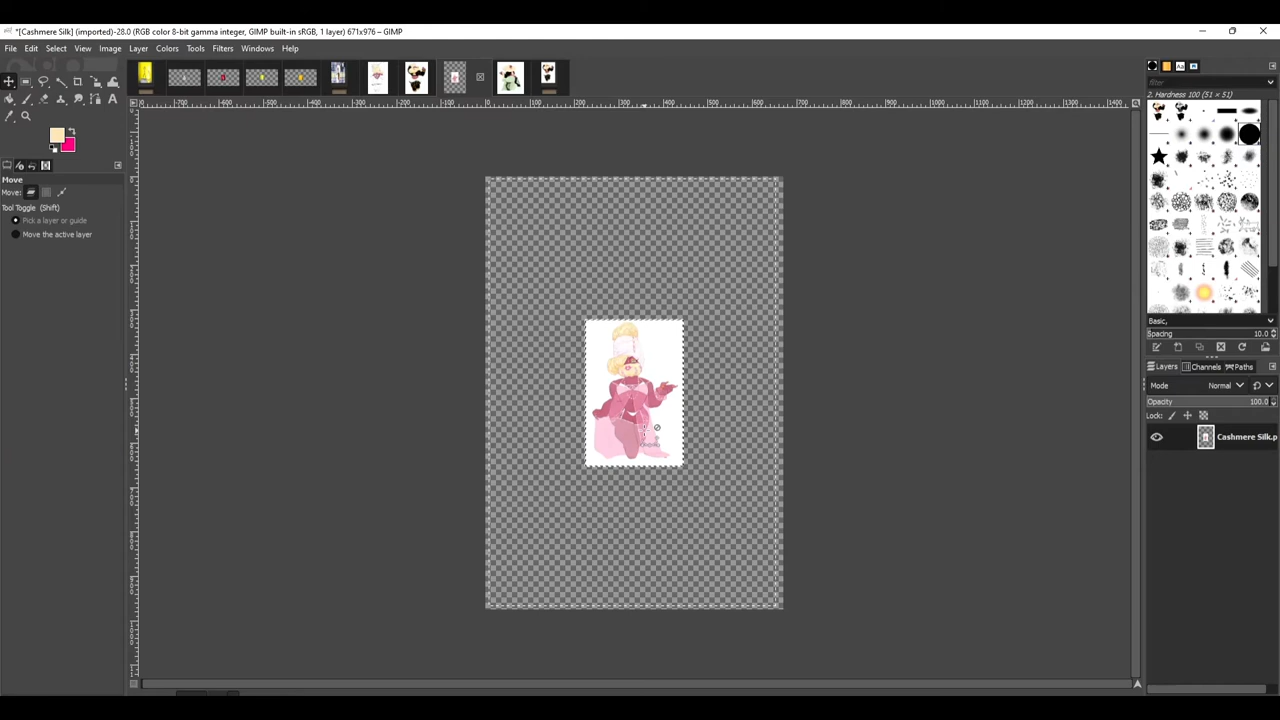 *[Cashmere Silk] (imported)-28.0 (RGB color 8-bit gamma integer, GIMP built-in sRGB, 1 layer) 671x976 – GIMP
File Edit Select View Image Layer Colors Tools Filters Windows Help
filter
2. Hardness 100 (51 × 51)
Move
Move:
Tool Toggle (Shift)
Pick a layer or guide
Move the active layer
Basic,
Spacing 10.0
Layers Channels Paths
Mode Normal
Opacity 100.0
Lock:
Cashmere Silk.p